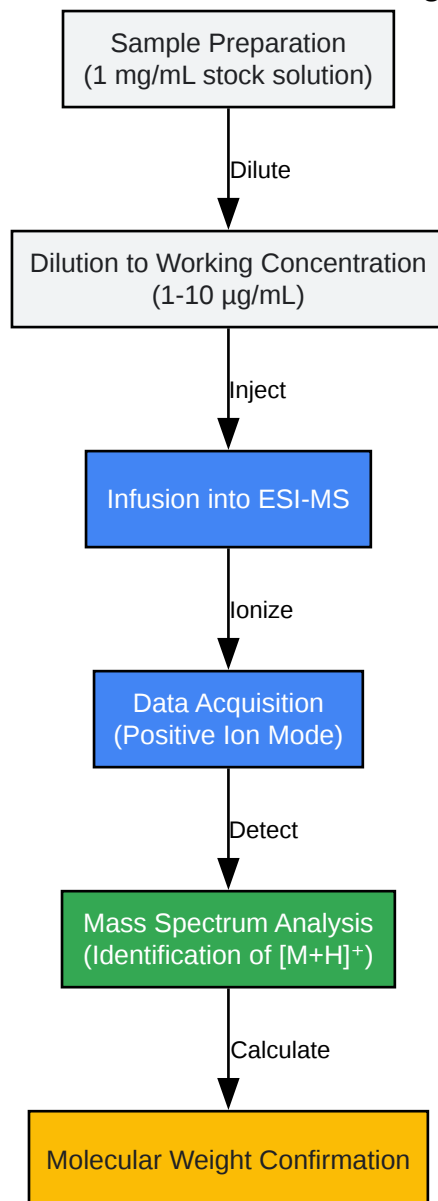 Sample Preparation
(1 mg/mL stock solution)
Dilute
Dilution to Working Concentration
(1-10 µg/mL)
Inject
Infusion into ESI-MS
Ionize
Data Acquisition
(Positive Ion Mode)
Detect
Mass Spectrum Analysis
(Identification of [M+H]⁺)
Calculate
Molecular Weight Confirmation